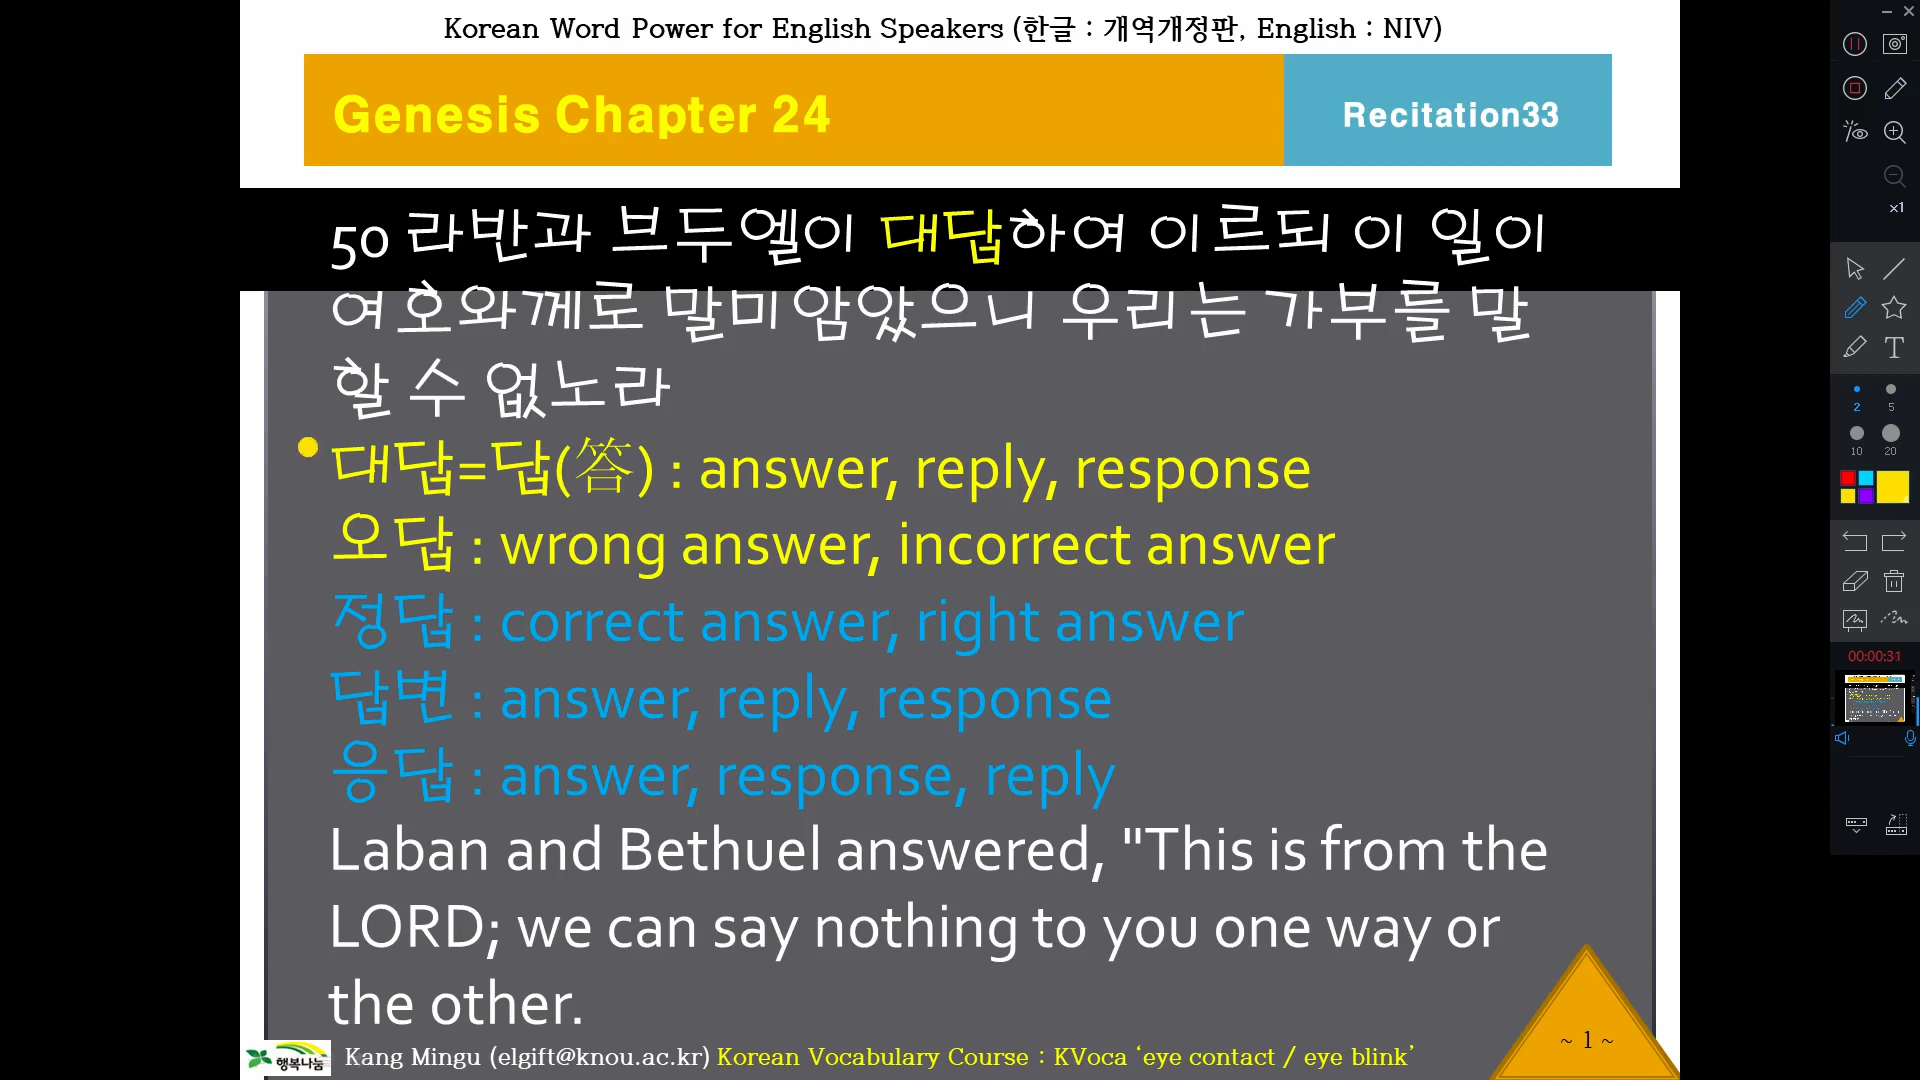 Korean Word Power for English Speakers (한글 : 개역개정판, English : NIV)
Genesis Chapter 24
Recitation33
50 라반과 브두엘이 대답하여 이르되 이 일이
여호와께로 말미암았으니 우리는 가부를 말
할 수 없노라
대답=답(答) : answer, reply, response
오답 : wrong answer, incorrect answer
정답 : correct answer, right answer
답변 : answer, reply, response
응답 : answer, response, reply
Laban and Bethuel answered, "This is from the
LORD; we can say nothing to you one way or
the other.
~ 1 ~
행복나눔
Kang Mingu (elgift@knou.ac.kr) Korean Vocabulary Course : KVoca ‘eye contact / eye blink’
x1
T
2 5
10 20
00:00:31